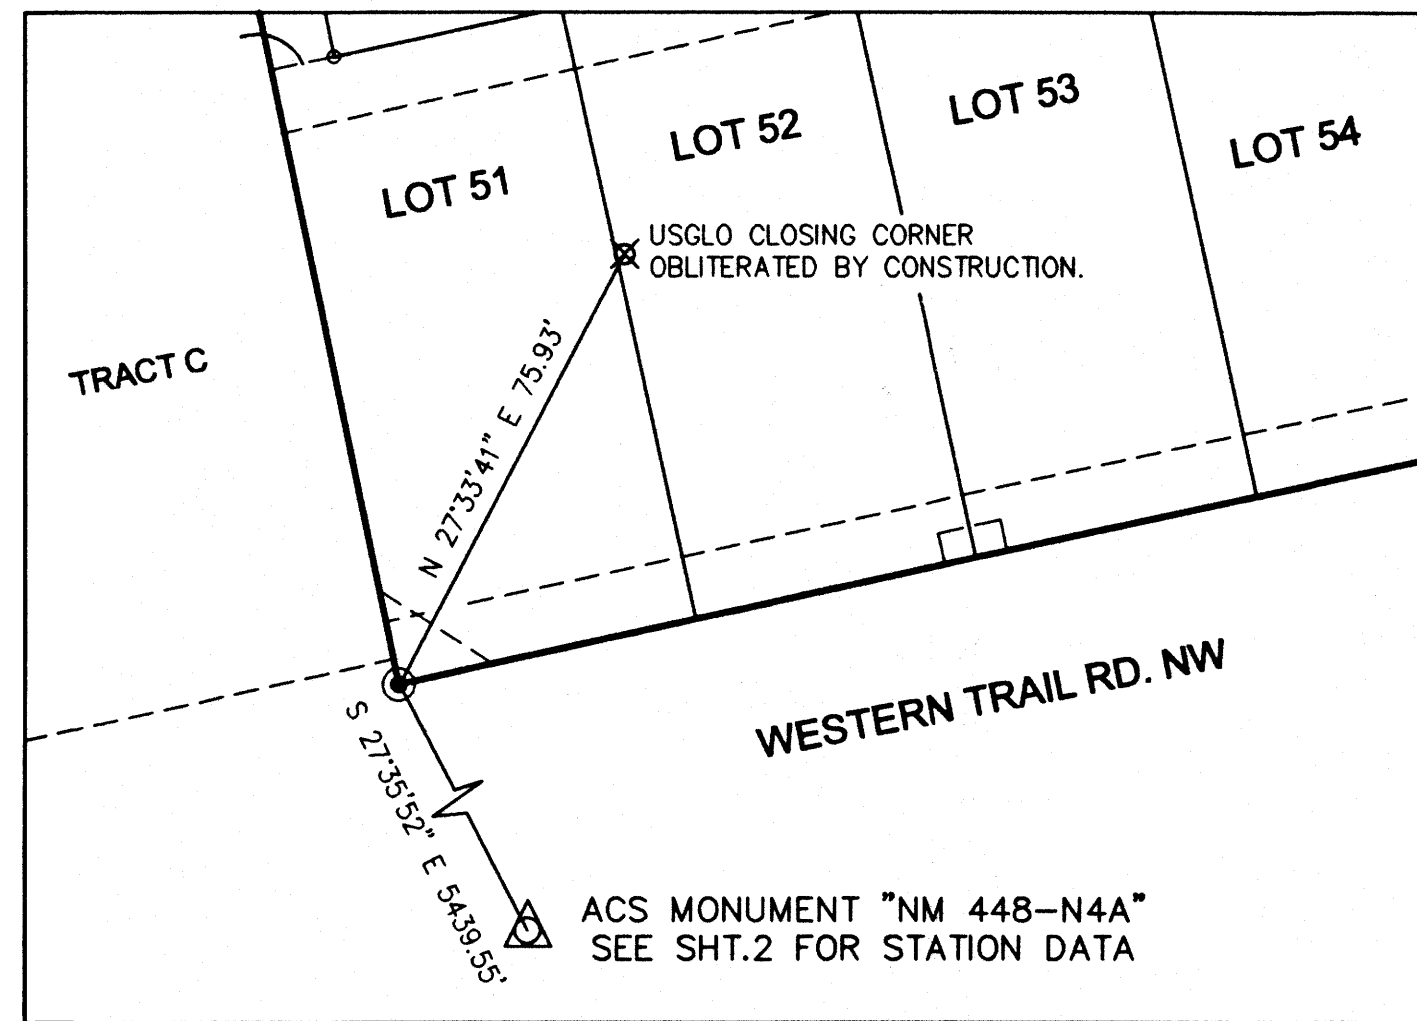 LOT 51
LOT 52
LOT 53
LOT 54
USGLO CLOSING CORNER
OBLITERATED BY CONSTRUCTION.
TRACT C
N 27°33'41" E 75.93'
WESTERN TRAIL RD. NW
S 27°35'52" E 5439.55'
ACS MONUMENT "NM 448-N4A"
SEE SHT.2 FOR STATION DATA